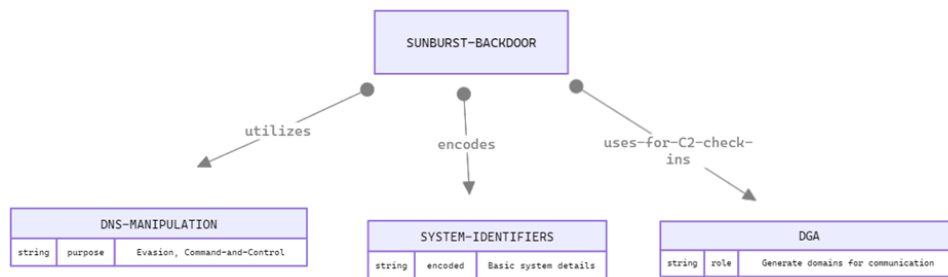 SUNBURST-BACKDOOR
utilizes
encodes
uses-for-C2-check-
ins
DNS-MANIPULATION
string purpose Evasion, Command-and-Control
SYSTEM-IDENTIFIERS
string encoded Basic system details
DGA
string role Generate domains for communication